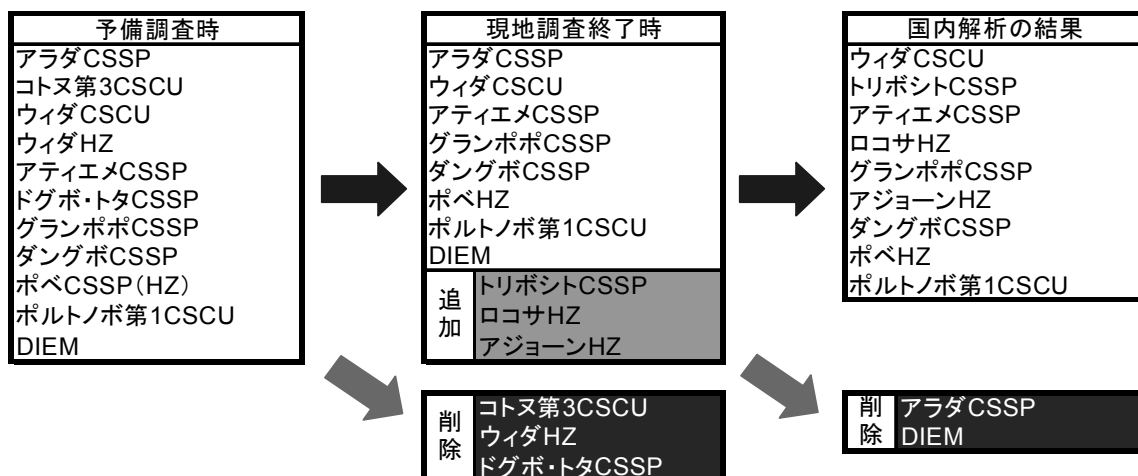 予備調査時
アラダCSSP
コトヌ第3CSCU
ウィダCSCU
ウィダHZ
アティエメCSSP
ドグボ・トタCSSP
グランポポCSSP
ダングボCSSP
ポベCSSP(HZ)
ポルトノボ第1CSCU
DIEM
現地調査終了時
アラダCSSP
ウィダCSCU
アティエメCSSP
グランポポCSSP
ダングボCSSP
ポベHZ
ポルトノボ第1CSCU
DIEM
追加
トリボシトCSSP
ロコサHZ
アジョーンHZ
削除
コトヌ第3CSCU
ウィダHZ
ドグボ・トタCSSP
国内解析の結果
ウィダCSCU
トリボシトCSSP
アティエメCSSP
ロコサHZ
グランポポCSSP
アジョーンHZ
ダングボCSSP
ポベHZ
ポルトノボ第1CSCU
削除
アラダCSSP
DIEM